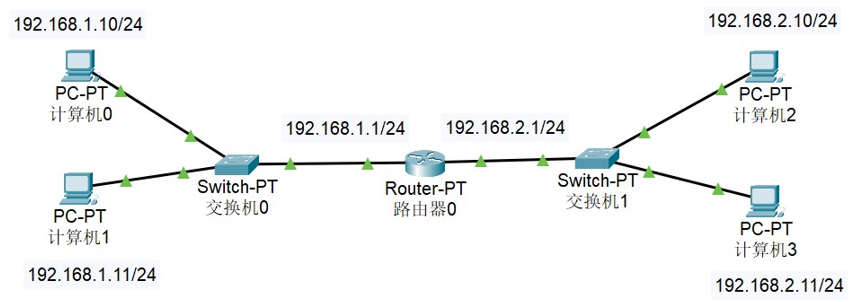 192.168.1.10/24
PC-PT
计算机0
192.168.1.11/24
PC-PT
计算机1
Switch-PT
交换机0
192.168.1.1/24
192.168.2.1/24
Router-PT
路由器0
Switch-PT
交换机1
192.168.2.10/24
PC-PT
计算机2
PC-PT
计算机3
192.168.2.11/24